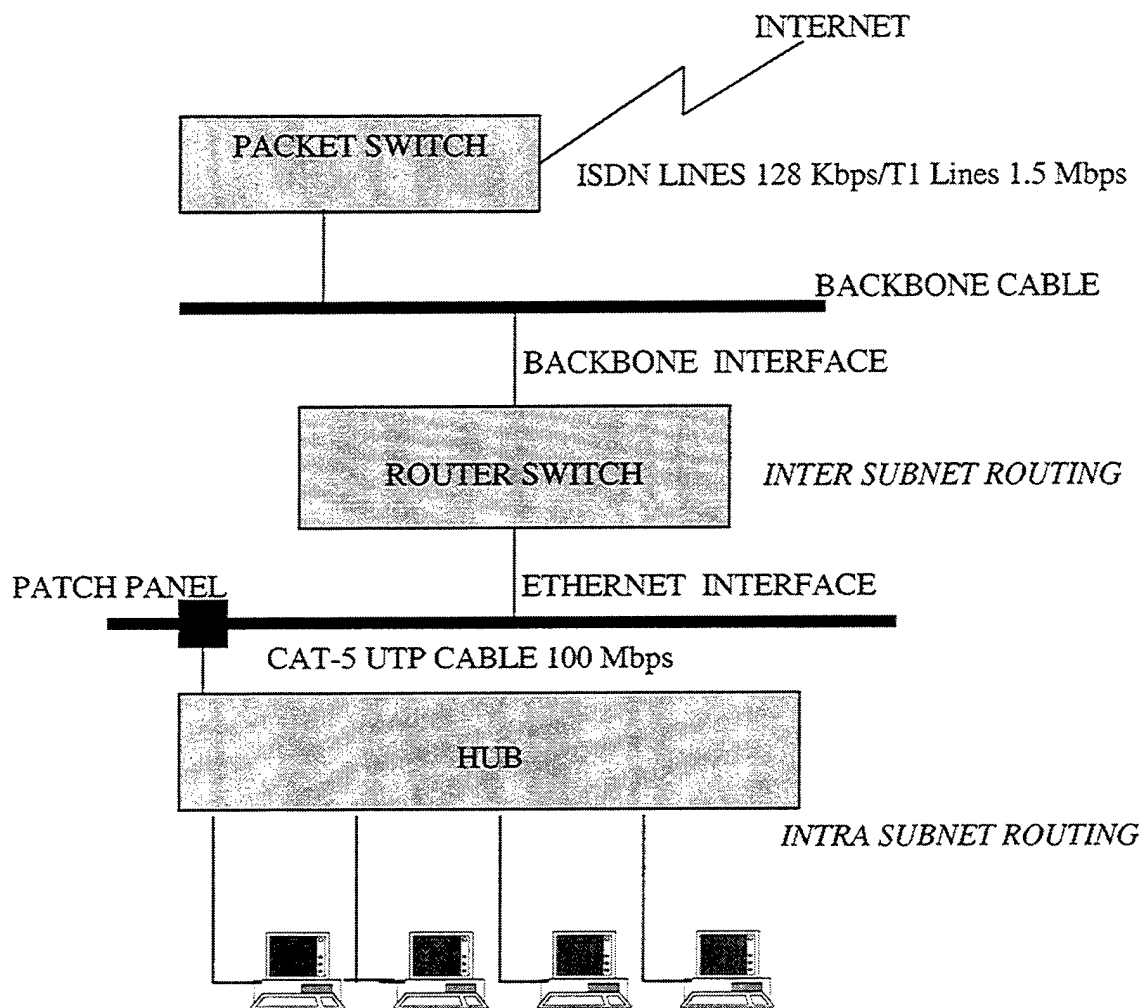 INTERNET
PACKET SWITCH
ISDN LINES 128 Kbps/T1 Lines 1.5 Mbps
BACKBONE CABLE
BACKBONE INTERFACE
ROUTER SWITCH
INTER SUBNET ROUTING
PATCH PANEL
ETHERNET INTERFACE
CAT-5 UTP CABLE 100 Mbps
HUB
INTRA SUBNET ROUTING